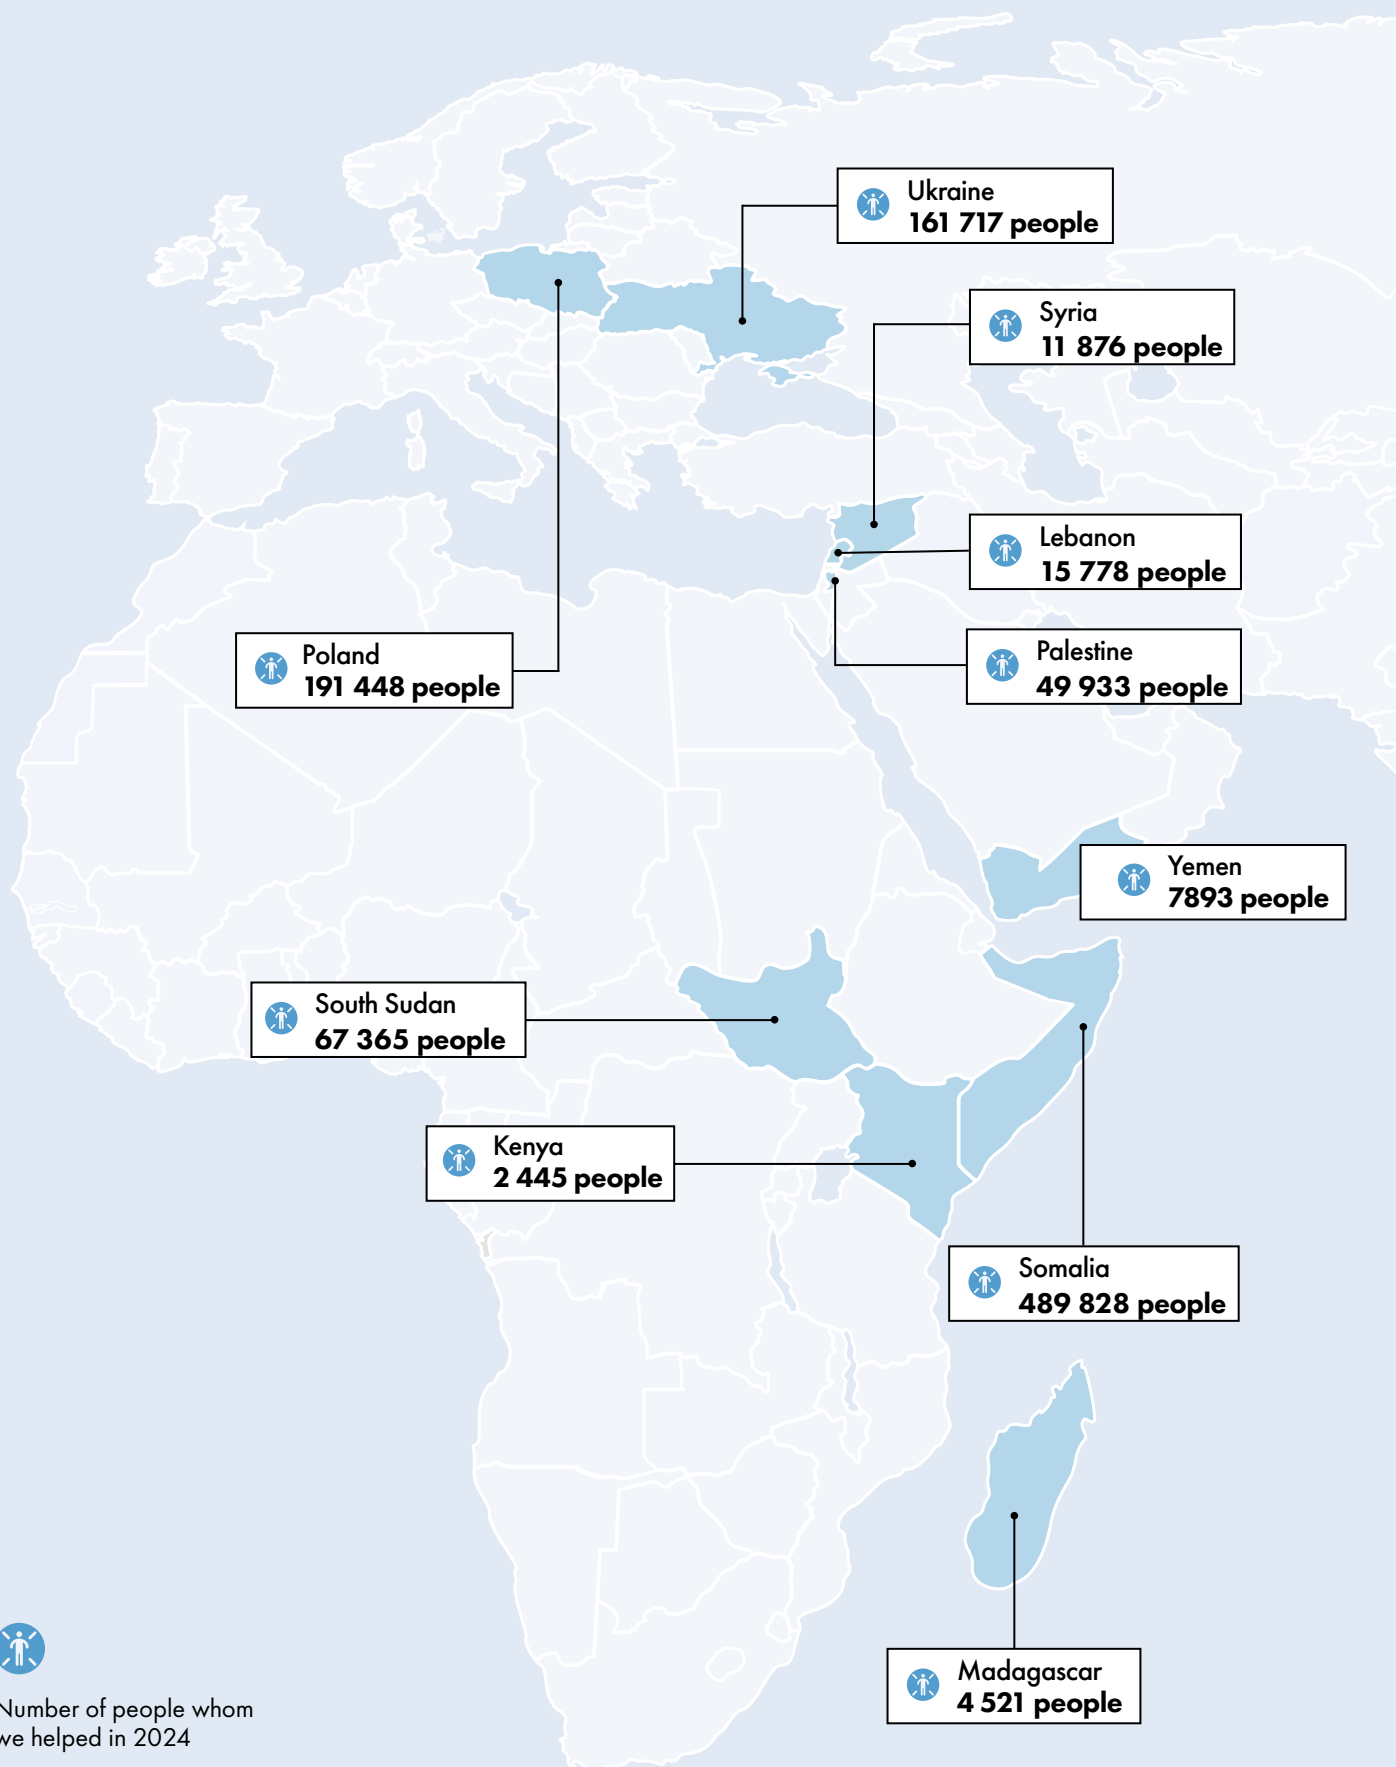 Ukraine
161 717 people
Syria
11 876 people
Lebanon
15 778 people
Poland
191 448 people
Palestine
49 933 people
Yemen
7893 people
South Sudan
67 365 people
Kenya
2 445 people
Somalia
489 828 people
Madagascar
4 521 people
Number of people whom
we helped in 2024